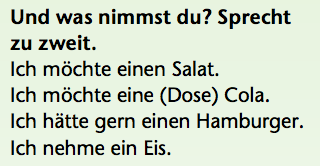 Und was nimmst du? Sprecht
zu zweit.
Ich möchte einen Salat.
Ich möchte eine (Dose) Cola.
Ich hätte gern einen Hamburger.
Ich nehme ein Eis.